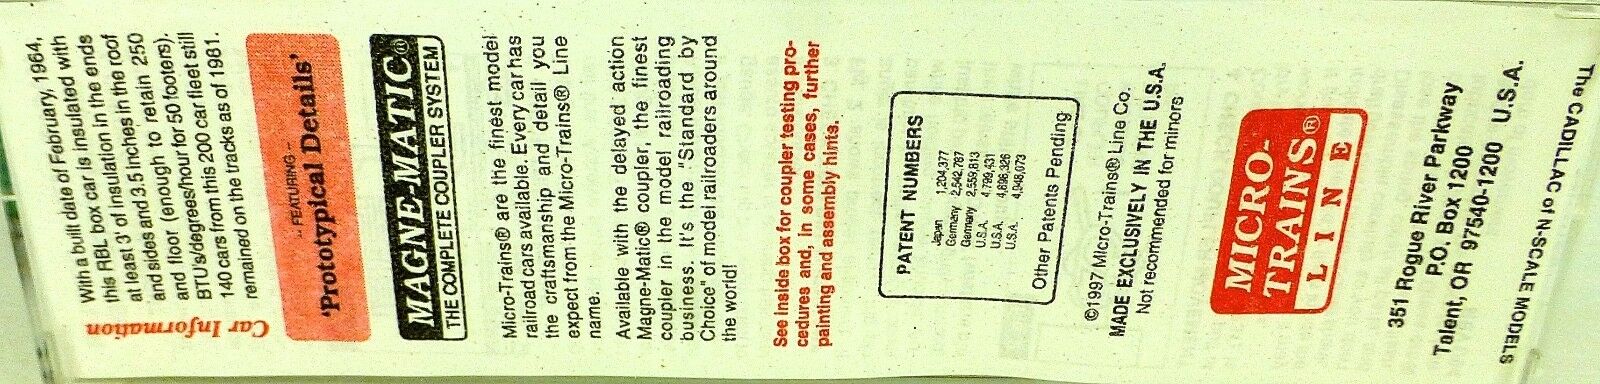 Car Information
With a built date of February, 1964,
this RBL box car is insulated with
at least 3" of insulation in the ends
and sides and 3.5 inches in the roof
and floor (enough to retain 250
BTUs/degrees/hour for 50 footers).
140 cars from this 200 car fleet still
remained on the tracks as of 1981.
– FEATURING –
'Prototypical Details'
MAGNE-MATIC®
THE COMPLETE COUPLER SYSTEM
Micro-Trains® are the finest model
railroad cars available. Every car has
the craftsmanship and detail you
expect from the Micro-Trains® Line
name.
Available with the delayed action
Magne-Matic® coupler, the finest
coupler in the model railroading
business. It's the "Standard by
Choice" of model railroaders around
the world!
See inside box for coupler testing pro-
cedures and, in some cases, further
painting and assembly hints.
PATENT NUMBERS
Japan 1,204,377
Germany 2,542,787
Germany 2,559,813
U.S.A. 4,799,431
U.S.A. 4,896,326
U.S.A. 4,948,073
Other Patents Pending
©1997 Micro-Trains® Line Co.
MADE EXCLUSIVELY IN THE U.S.A.
Not recommended for minors
MICRO-
TRAINS®
LINE
351 Rogue River Parkway
P.O. Box 1200
Talent, OR 97540-1200 U.S.A.
The CADILLAC of N-SCALE MODELS